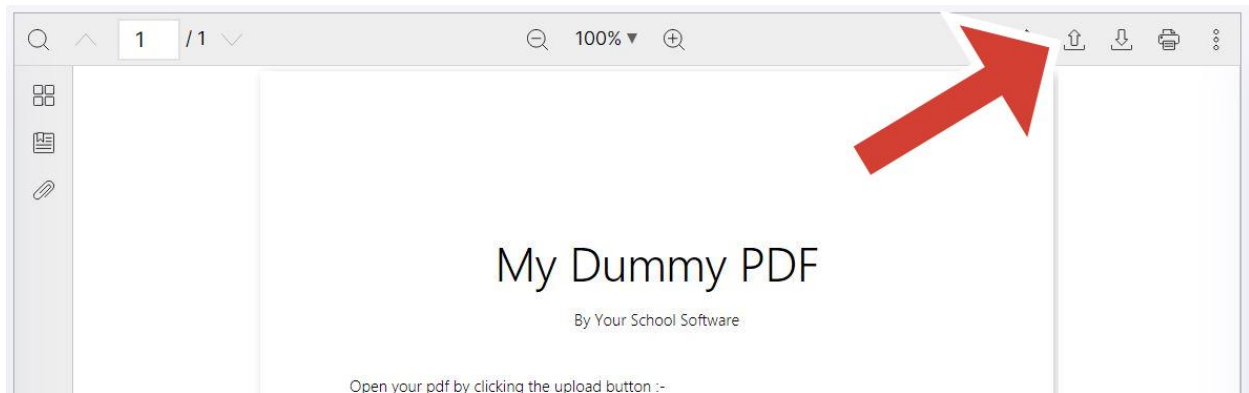 1 / 1 100%
My Dummy PDF
By Your School Software
Open your pdf by clicking the upload button :-